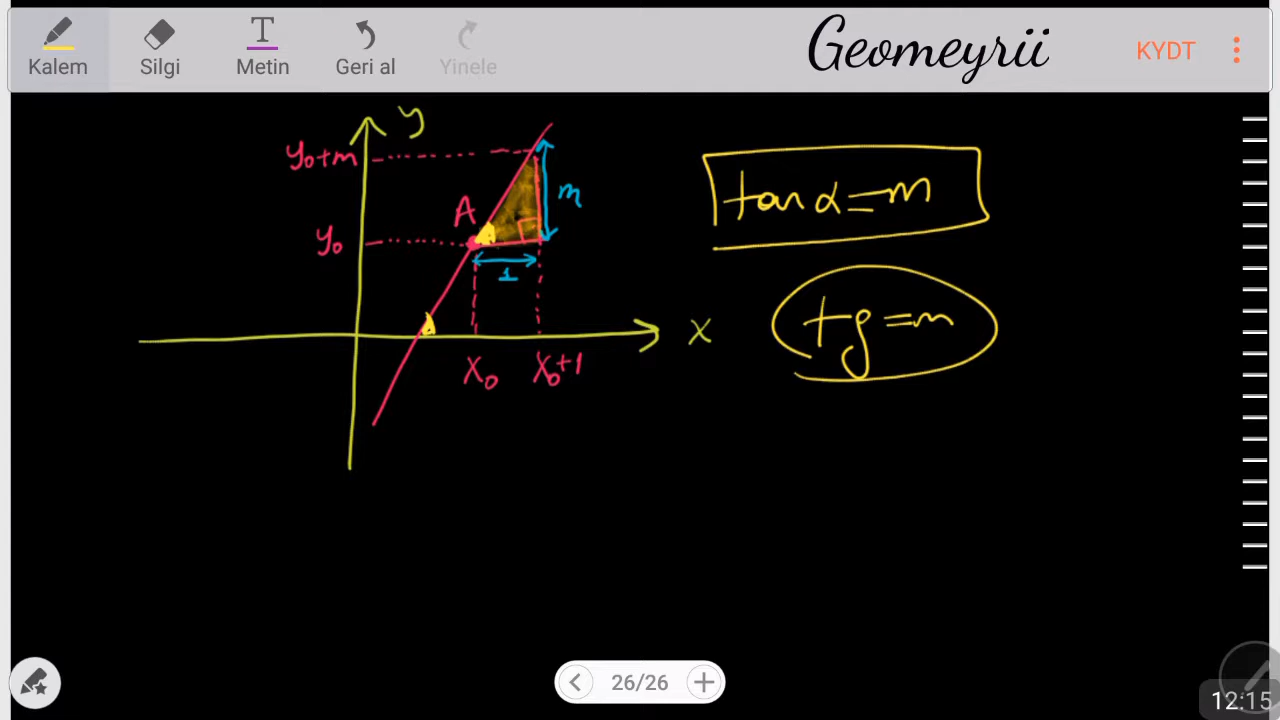 Kalem Silgi Metin Geri al Yinele Geomeyrii KYDT
y
y₀+m
tan α = m
A m
y₀
1
tg = m
x
x₀ x₀+1
26/26
12:15